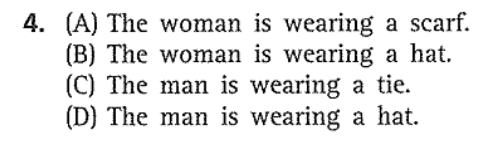 4. (A) The woman is wearing a scarf.
(B) The woman is wearing a hat.
(C) The man is wearing a tie.
(D) The man is wearing a hat.